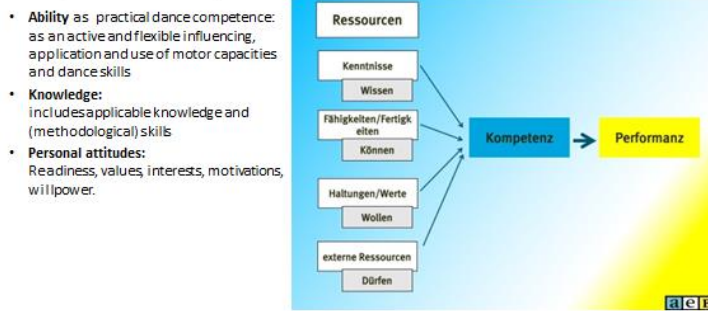 • Ability as practical dance competence:
as an active and flexible influencing,
application and use of motor capacities
and dance skills
• Knowledge:
includes applicable knowledge and
(methodological) skills
• Personal attitudes:
Readiness, values, interests, motivations,
willpower.
Ressourcen
Kenntnisse
Wissen
Fähigkeiten/Fertigk
eiten
Können
Haltungen/Werte
Wollen
externe Ressourcen
Dürfen
Kompetenz
Performanz